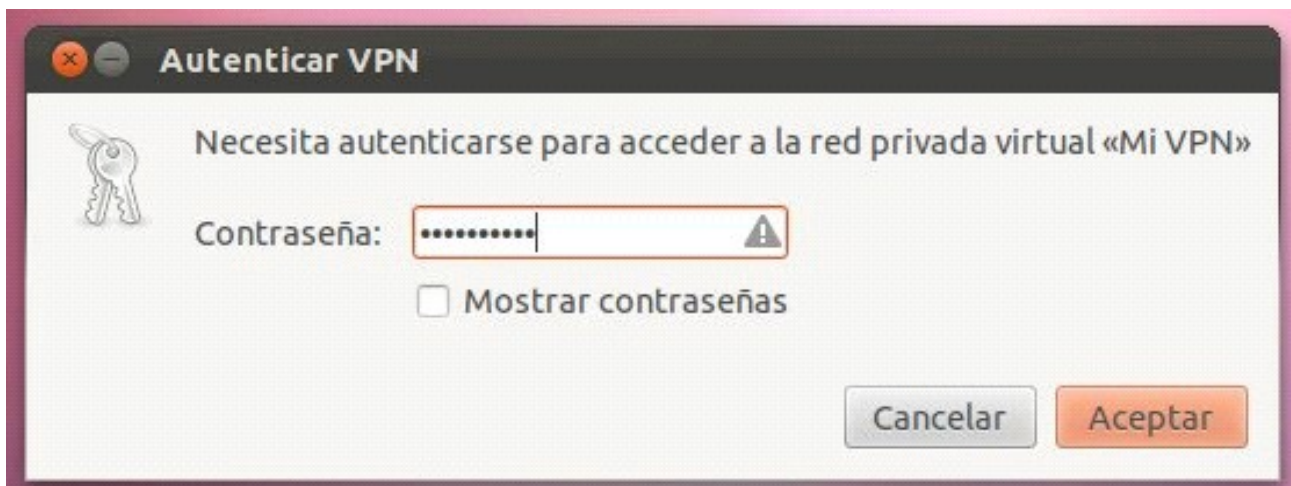 Autenticar VPN
Necesita autenticarse para acceder a la red privada virtual «Mi VPN»
Contraseña: ••••••••••
Mostrar contraseñas
Cancelar Aceptar